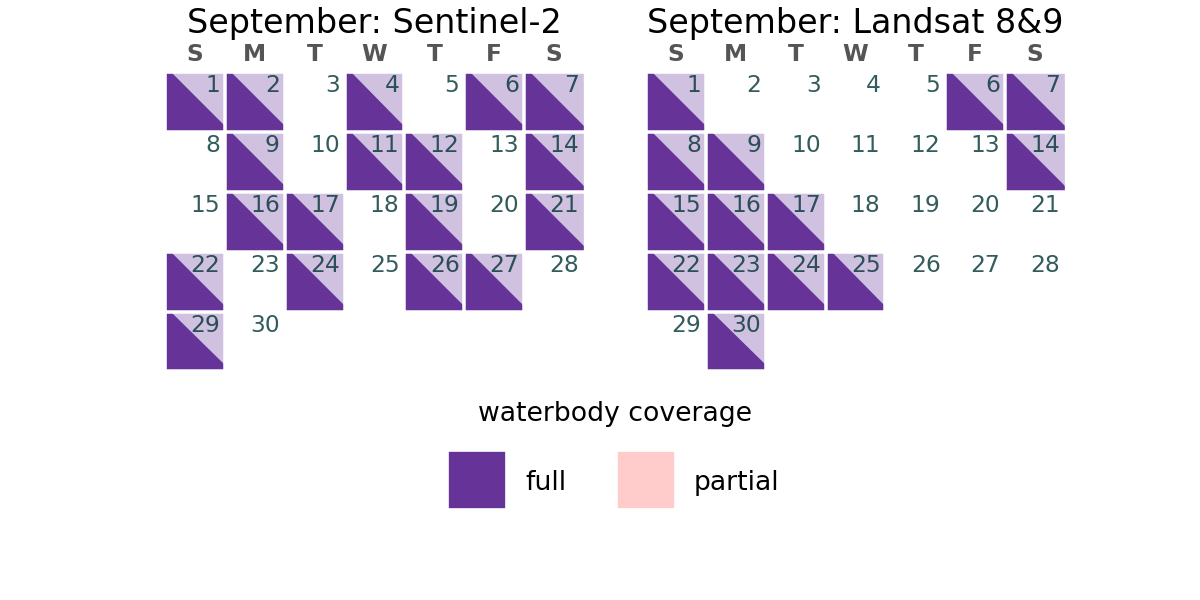 September: Sentinel-2
S M T W T F S
1 2 3 4 5 6 7
8 9 10 11 12 13 14
15 16 17 18 19 20 21
22 23 24 25 26 27 28
29 30
September: Landsat 8&9
S M T W T F S
1 2 3 4 5 6 7
8 9 10 11 12 13 14
15 16 17 18 19 20 21
22 23 24 25 26 27 28
29 30
waterbody coverage
full partial